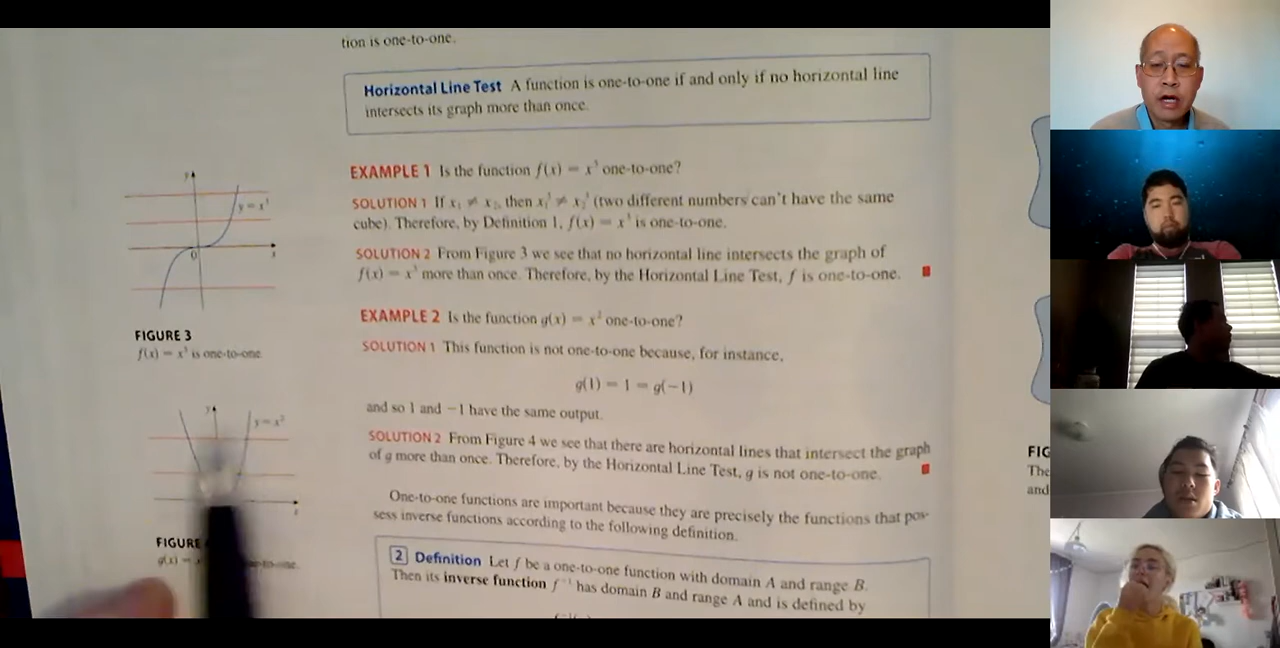 tion is one-to-one.
Horizontal Line Test A function is one-to-one if and only if no horizontal line
intersects its graph more than once.
EXAMPLE 1 Is the function f(x) = x³ one-to-one?
SOLUTION 1 If x₁ ≠ x₂, then x₁³ ≠ x₂³ (two different numbers can't have the same
cube). Therefore, by Definition 1, f(x) = x³ is one-to-one.
SOLUTION 2 From Figure 3 we see that no horizontal line intersects the graph of
f(x) = x³ more than once. Therefore, by the Horizontal Line Test, f is one-to-one.
y
y = x³
0
x
FIGURE 3
f(x) = x³ is one-to-one.
EXAMPLE 2 Is the function g(x) = x² one-to-one?
SOLUTION 1 This function is not one-to-one because, for instance,
g(1) = 1 = g(−1)
and so 1 and −1 have the same output.
SOLUTION 2 From Figure 4 we see that there are horizontal lines that intersect the graph
of g more than once. Therefore, by the Horizontal Line Test, g is not one-to-one.
y
y = x²
x
FIGURE
g(x) =
One-to-one functions are important because they are precisely the functions that pos-
sess inverse functions according to the following definition.
2 Definition Let f be a one-to-one function with domain A and range B.
Then its inverse function f⁻¹ has domain B and range A and is defined by
FIG
The
and